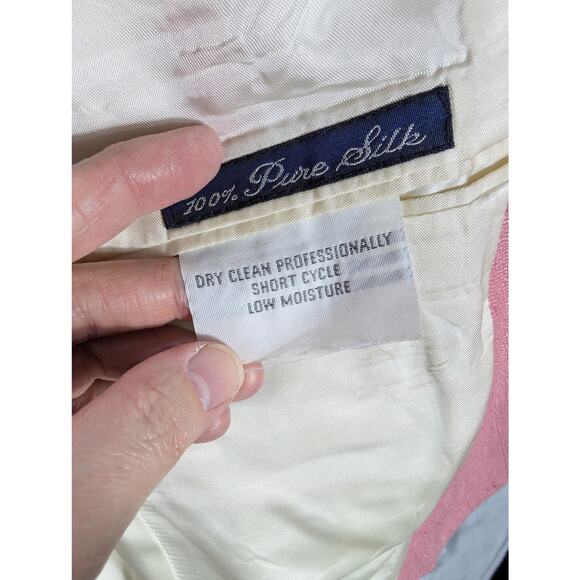 100% Pure Silk
DRY CLEAN PROFESSIONALLY
SHORT CYCLE
LOW MOISTURE